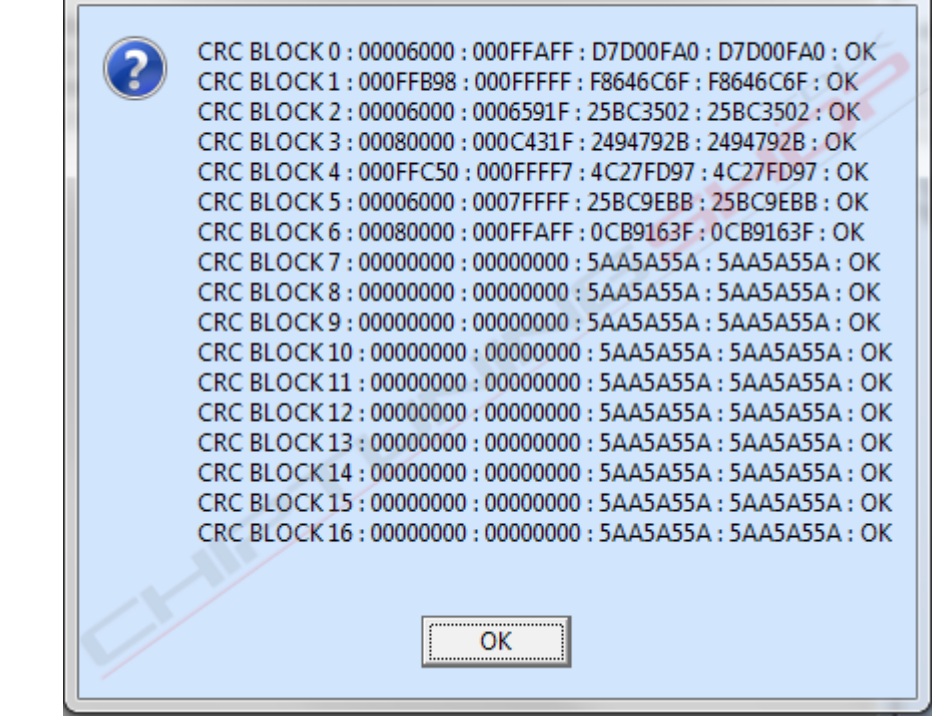 CRC BLOCK 0 : 00006000 : 000FFAFF : D7D00FA0 : D7D00FA0 : OK
CRC BLOCK 1 : 000FFB98 : 000FFFFF : F8646C6F : F8646C6F : OK
CRC BLOCK 2 : 00006000 : 0006591F : 25BC3502 : 25BC3502 : OK
CRC BLOCK 3 : 00080000 : 000C431F : 2494792B : 2494792B : OK
CRC BLOCK 4 : 000FFC50 : 000FFFF7 : 4C27FD97 : 4C27FD97 : OK
CRC BLOCK 5 : 00006000 : 0007FFFF : 25BC9EBB : 25BC9EBB : OK
CRC BLOCK 6 : 00080000 : 000FFAFF : 0CB9163F : 0CB9163F : OK
CRC BLOCK 7 : 00000000 : 00000000 : 5AA5A55A : 5AA5A55A : OK
CRC BLOCK 8 : 00000000 : 00000000 : 5AA5A55A : 5AA5A55A : OK
CRC BLOCK 9 : 00000000 : 00000000 : 5AA5A55A : 5AA5A55A : OK
CRC BLOCK 10 : 00000000 : 00000000 : 5AA5A55A : 5AA5A55A : OK
CRC BLOCK 11 : 00000000 : 00000000 : 5AA5A55A : 5AA5A55A : OK
CRC BLOCK 12 : 00000000 : 00000000 : 5AA5A55A : 5AA5A55A : OK
CRC BLOCK 13 : 00000000 : 00000000 : 5AA5A55A : 5AA5A55A : OK
CRC BLOCK 14 : 00000000 : 00000000 : 5AA5A55A : 5AA5A55A : OK
CRC BLOCK 15 : 00000000 : 00000000 : 5AA5A55A : 5AA5A55A : OK
CRC BLOCK 16 : 00000000 : 00000000 : 5AA5A55A : 5AA5A55A : OK
OK